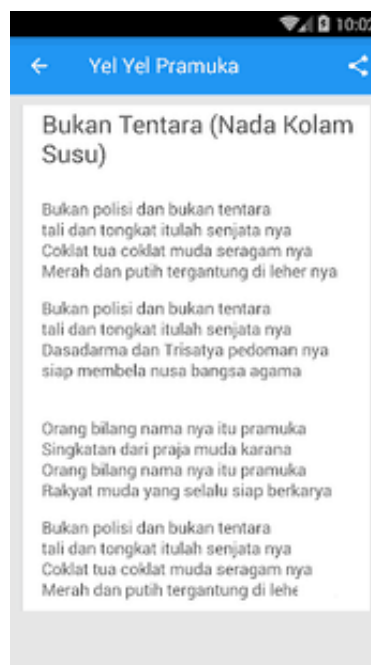 10:02
Yel Yel Pramuka
Bukan Tentara (Nada Kolam
Susu)
Bukan polisi dan bukan tentara
tali dan tongkat itulah senjata nya
Coklat tua coklat muda seragam nya
Merah dan putih tergantung di leher nya
Bukan polisi dan bukan tentara
tali dan tongkat itulah senjata nya
Dasadarma dan Trisatya pedoman nya
siap membela nusa bangsa agama
Orang bilang nama nya itu pramuka
Singkatan dari praja muda karana
Orang bilang nama nya itu pramuka
Rakyat muda yang selalu siap berkarya
Bukan polisi dan bukan tentara
tali dan tongkat itulah senjata nya
Coklat tua coklat muda seragam nya
Merah dan putih tergantung di lehe